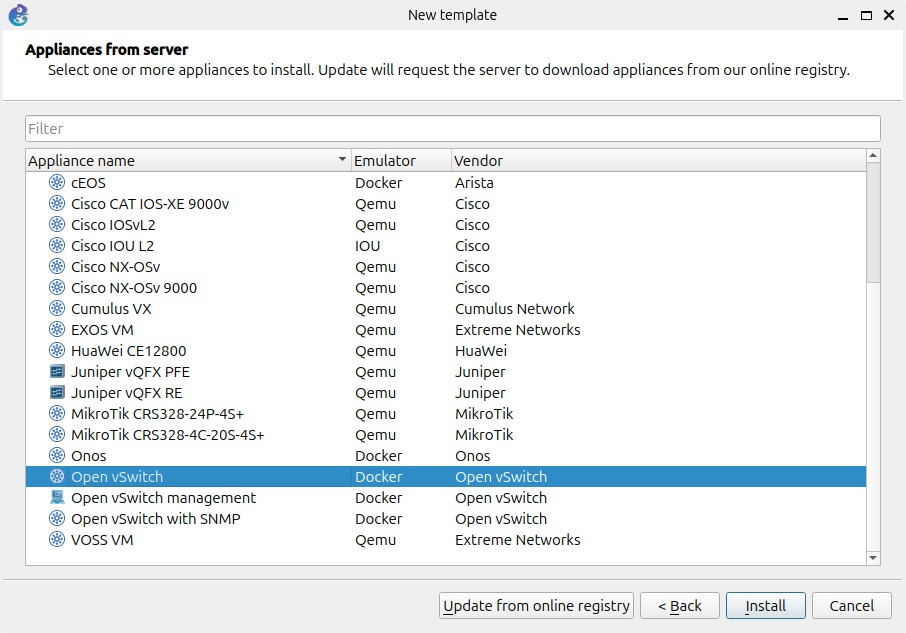 New template
Appliances from server
Select one or more appliances to install. Update will request the server to download appliances from our online registry.
Filter
Appliance name Emulator Vendor
cEOS Docker Arista
Cisco CAT IOS-XE 9000v Qemu Cisco
Cisco IOSvL2 Qemu Cisco
Cisco IOU L2 IOU Cisco
Cisco NX-OSv Qemu Cisco
Cisco NX-OSv 9000 Qemu Cisco
Cumulus VX Qemu Cumulus Network
EXOS VM Qemu Extreme Networks
HuaWei CE12800 Qemu HuaWei
Juniper vQFX PFE Qemu Juniper
Juniper vQFX RE Qemu Juniper
MikroTik CRS328-24P-4S+ Qemu MikroTik
MikroTik CRS328-4C-20S-4S+ Qemu MikroTik
Onos Docker Onos
Open vSwitch Docker Open vSwitch
Open vSwitch management Docker Open vSwitch
Open vSwitch with SNMP Docker Open vSwitch
VOSS VM Qemu Extreme Networks
Update from online registry < Back Install Cancel